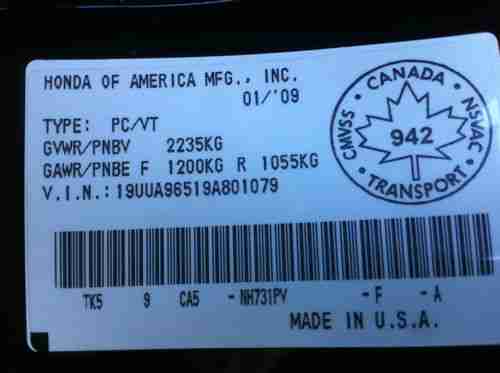 HONDA OF AMERICA MFG., INC.
01/'09
TYPE: PC/VT
GVWR/PNBV 2235KG
GAWR/PNBE F 1200KG R 1055KG
V.I.N.: 19UUA96519A801079
CANADA
CMVSS
NSVAC
942
TRANSPORT
TK5 9 CA5 -NH731PV -F -A
MADE IN U.S.A.